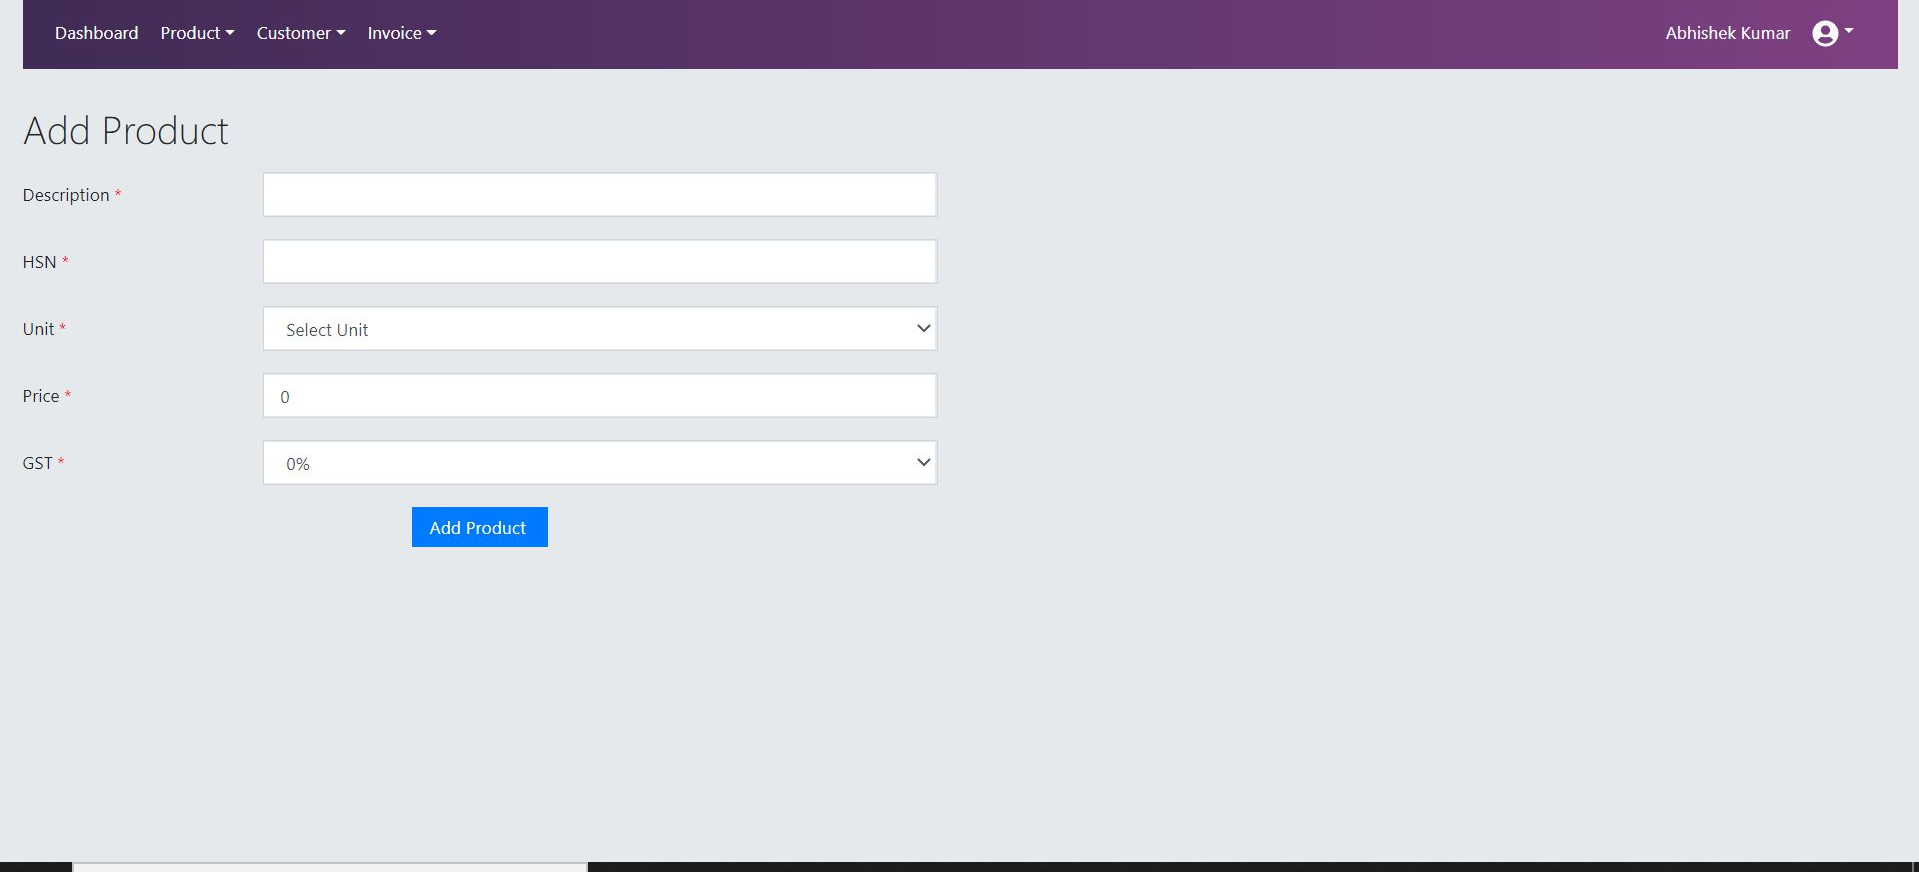 Dashboard Product Customer Invoice Abhishek Kumar
Add Product
Description *
HSN *
Unit * Select Unit
Price * 0
GST * 0%
Add Product